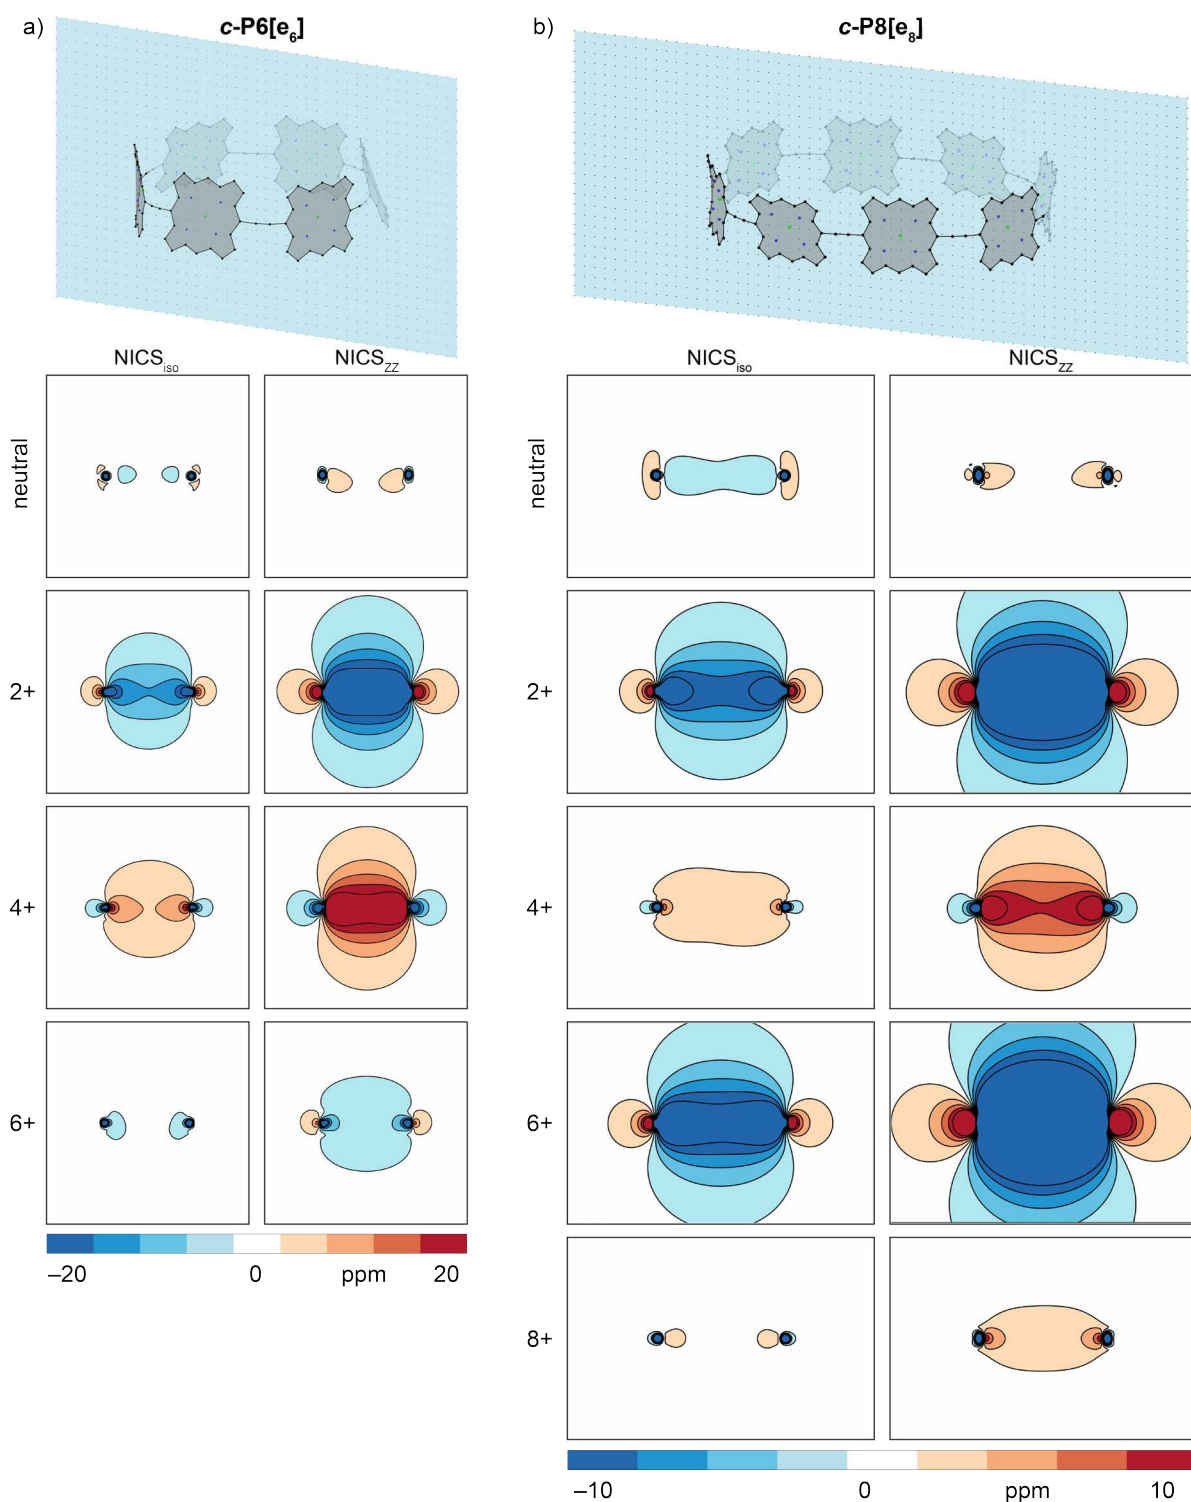 a) c-P6[e6]
b) c-P8[e8]
NICSiso NICSZZ
NICSiso NICSZZ
neutral
neutral
2+
2+
4+
4+
6+
6+
–20 0 ppm 20
8+
–10 0 ppm 10